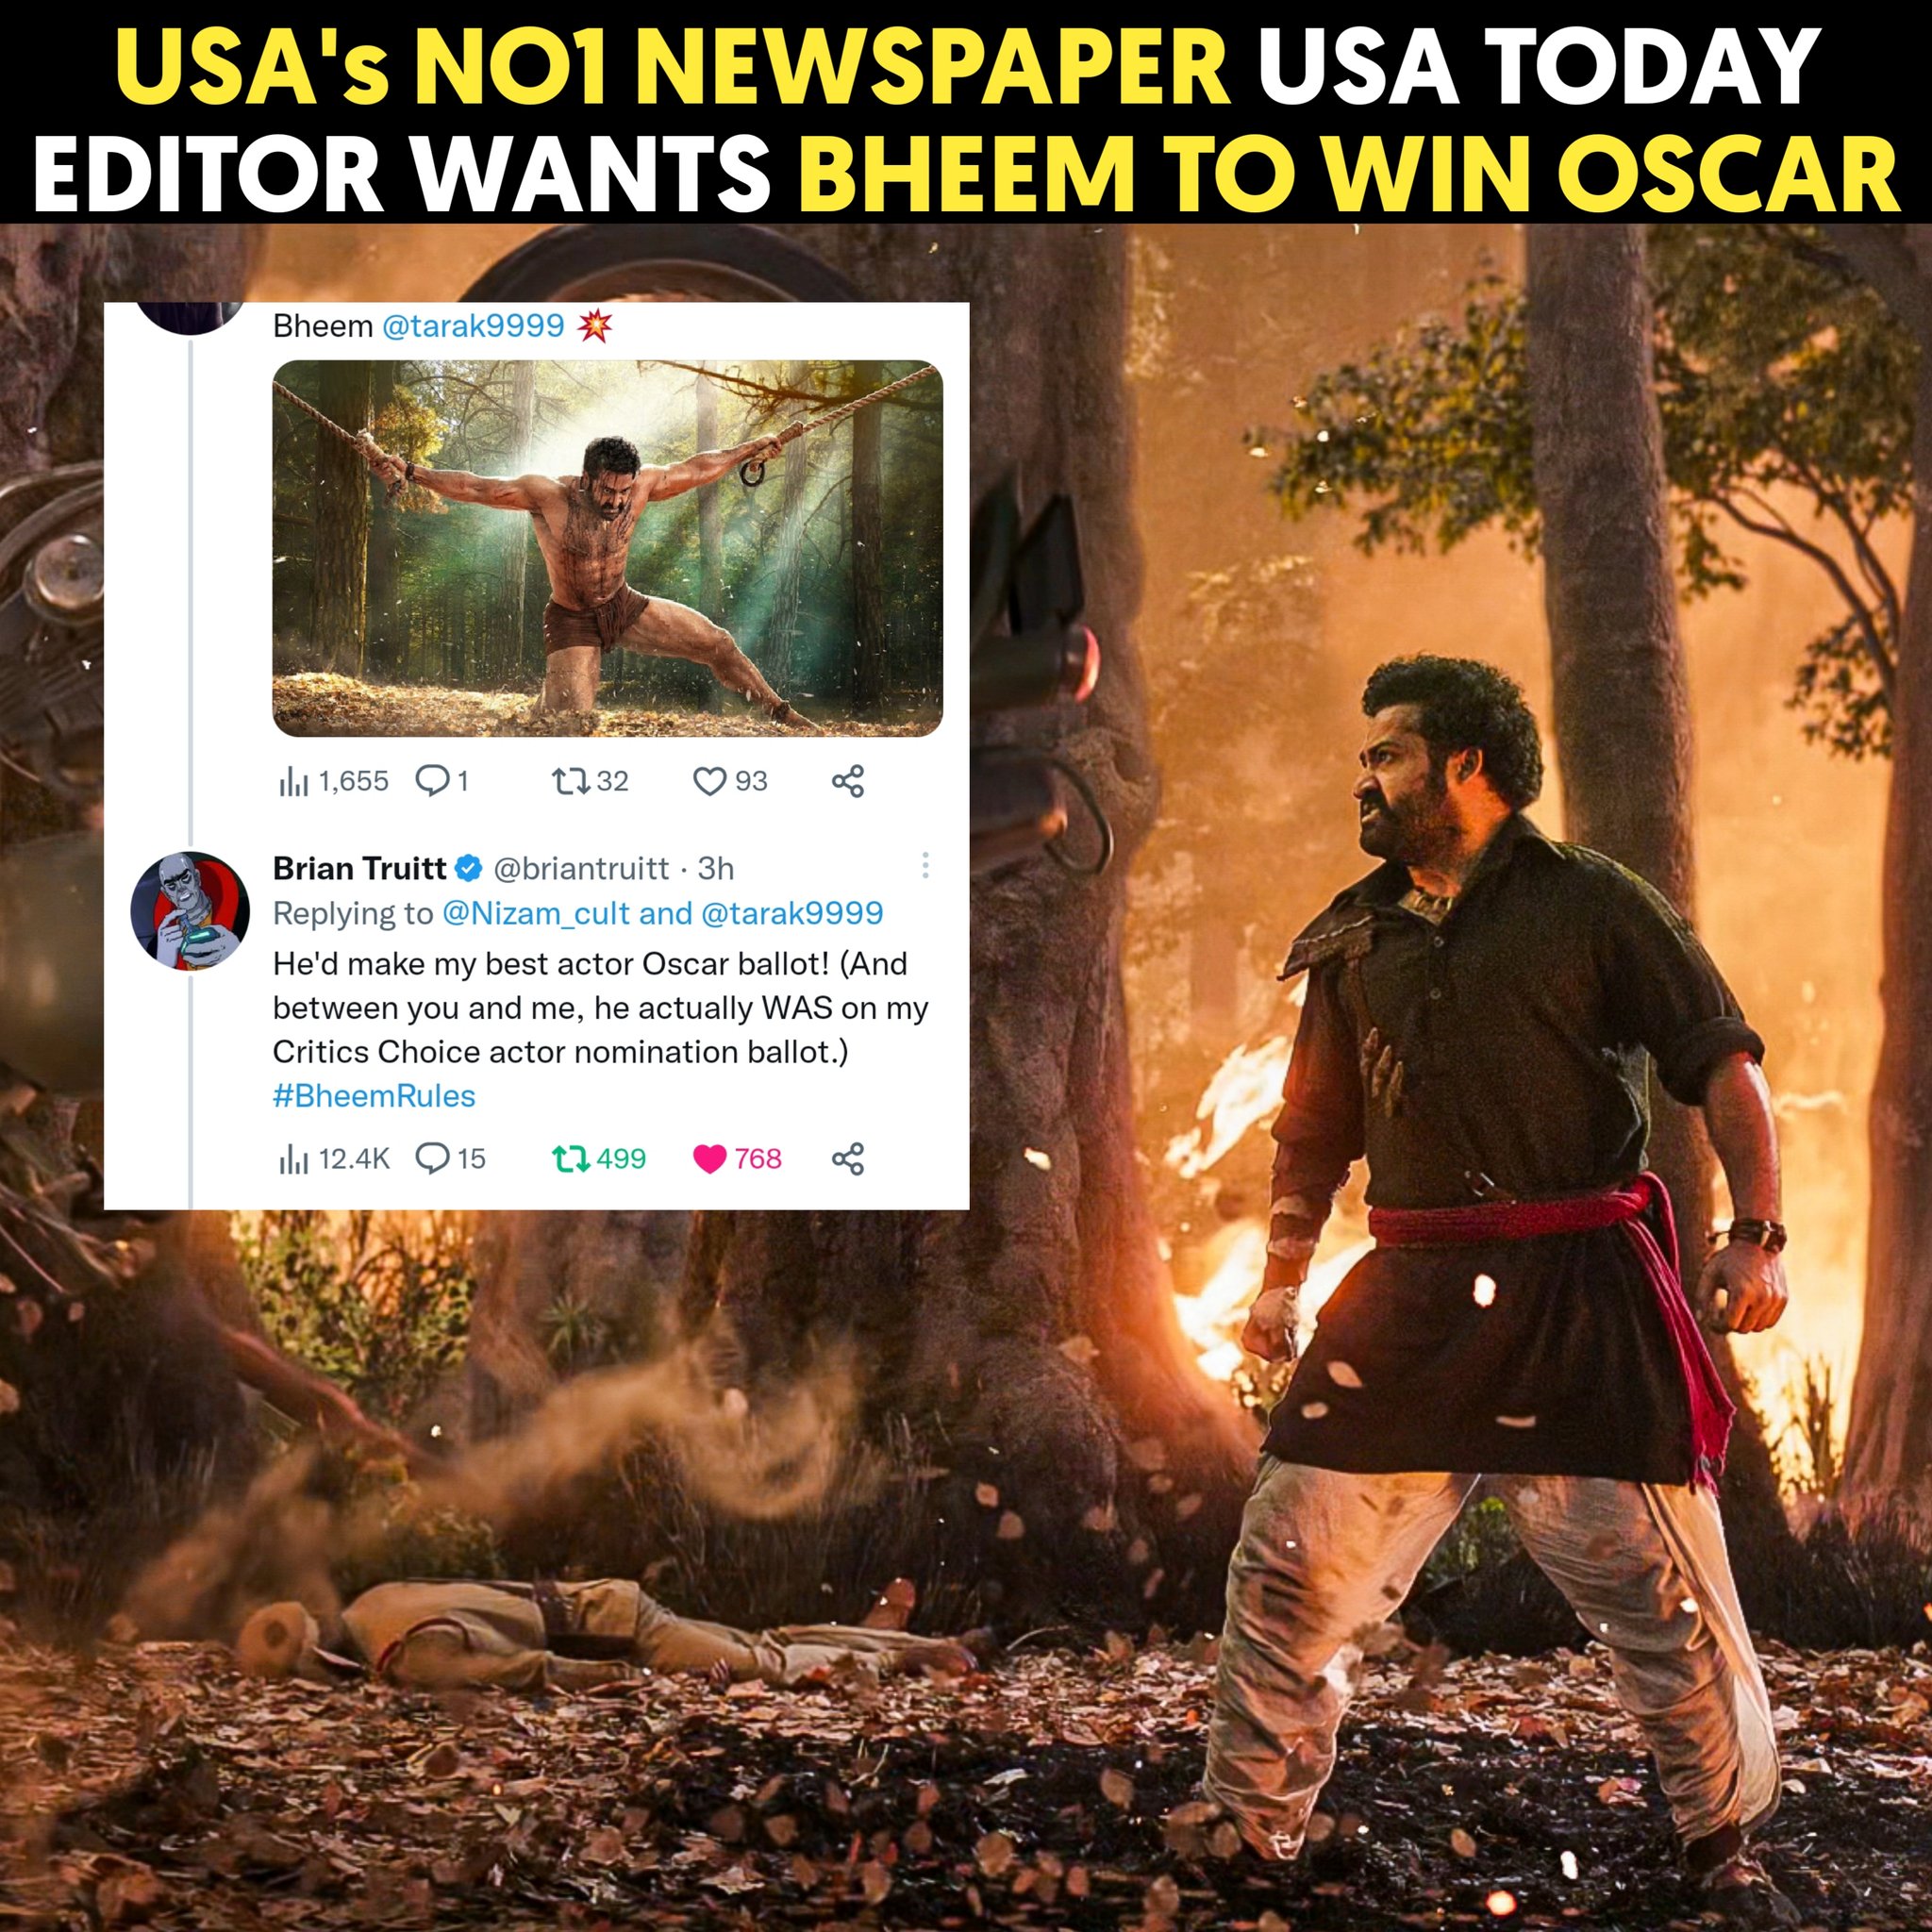 USA's NO1 NEWSPAPER USA TODAY
EDITOR WANTS BHEEM TO WIN OSCAR
Bheem @tarak9999 💥
1,655 1 32 93
Brian Truitt @briantruitt · 3h
Replying to @Nizam_cult and @tarak9999
He'd make my best actor Oscar ballot! (And
between you and me, he actually WAS on my
Critics Choice actor nomination ballot.)
#BheemRules
12.4K 15 499 768